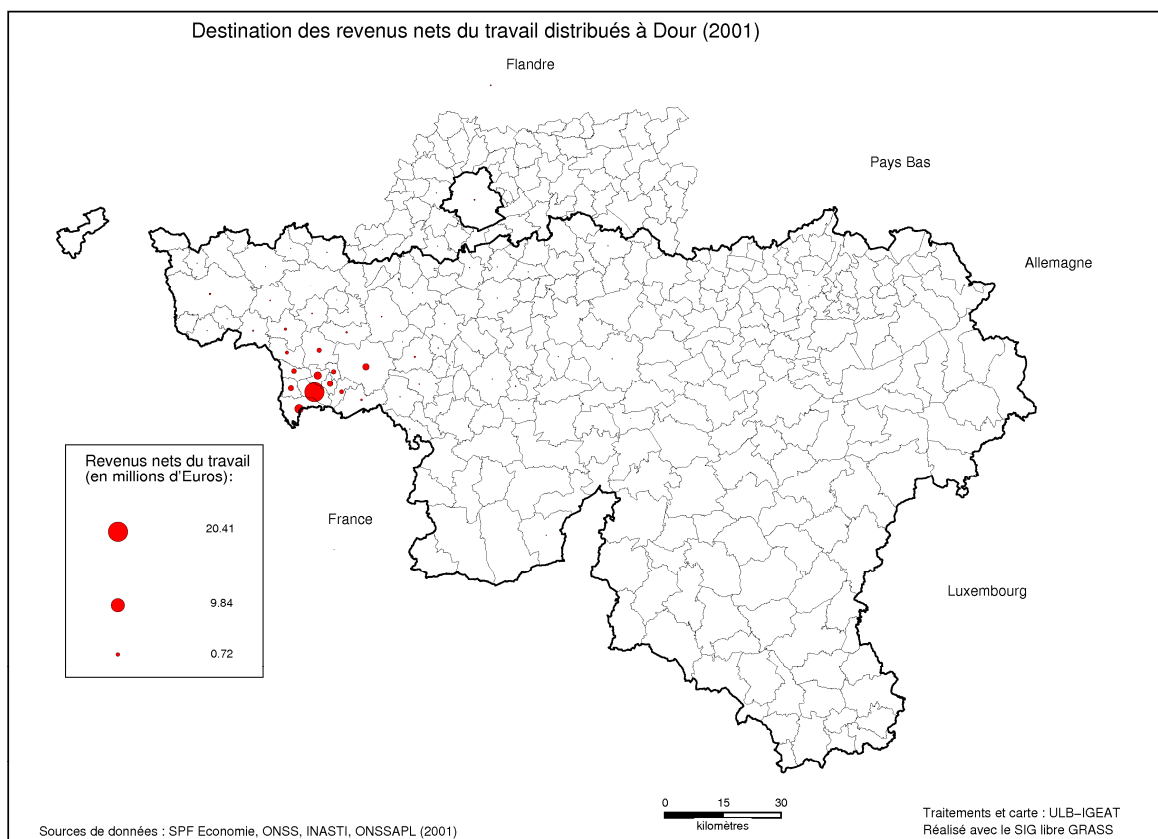 Destination des revenus nets du travail distribués à Dour (2001)
Flandre
Pays Bas
Allemagne
Revenus nets du travail
(en millions d'Euros):
20.41
9.84
0.72
France
Luxembourg
0 15 30
kilomètres
Sources de données : SPF Economie, ONSS, INASTI, ONSSAPL (2001)
Traitements et carte : ULB-IGEAT
Réalisé avec le SIG libre GRASS